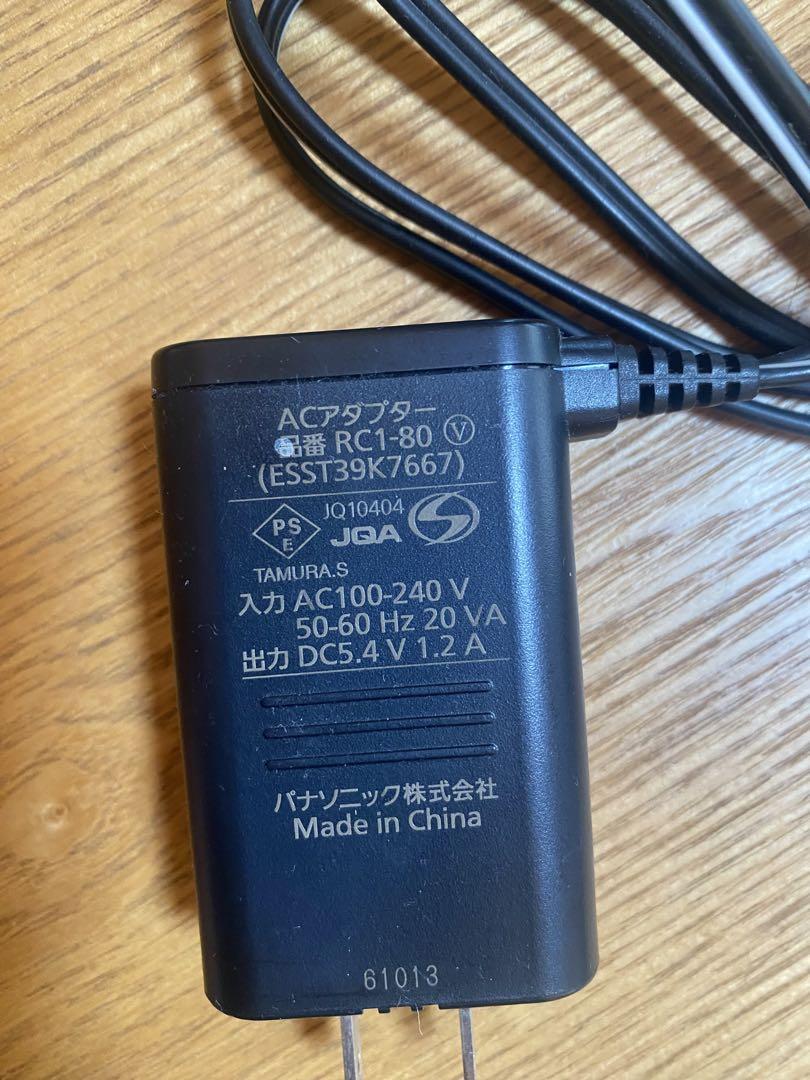 ACアダプター
品番 RC1-80 Ⓥ
(ESST39K7667)
PS
E
JQ10404
JQA
TAMURA.S
入力 AC100-240 V
50-60 Hz 20 VA
出力 DC5.4 V 1.2 A
パナソニック株式会社
Made in China
61013